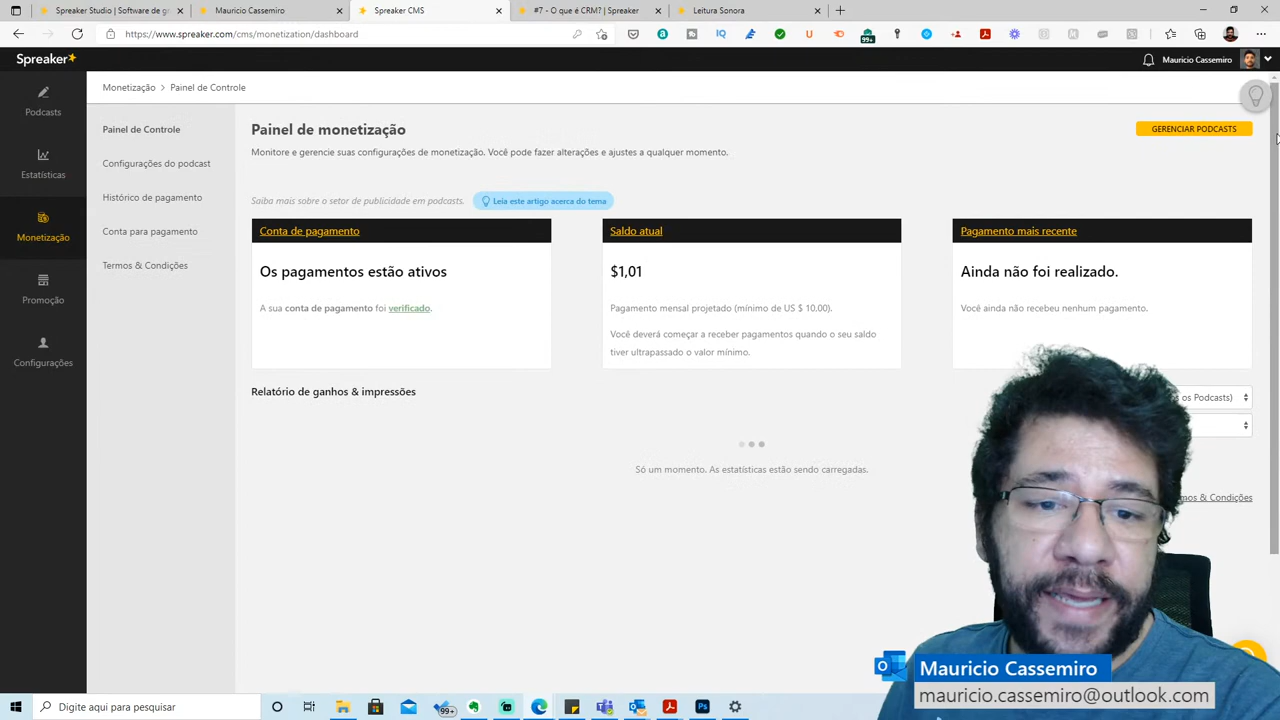 Spreaker Studio | Software de g
Mauricio Cassemiro
Spreaker CMS
#7 - O que é CRM? | Spreaker
Leitura Sonora
https://www.spreaker.com/cms/monetization/dashboard
99+
Spreaker
Mauricio Cassemiro
Podcasts
Estatísticas
Monetização
Promoção
Configurações
Monetização > Painel de Controle
Painel de Controle
Configurações do podcast
Histórico de pagamento
Conta para pagamento
Termos & Condições
Painel de monetização
GERENCIAR PODCASTS
Monitore e gerencie suas configurações de monetização. Você pode fazer alterações e ajustes a qualquer momento.
Saiba mais sobre o setor de publicidade em podcasts.
Leia este artigo acerca do tema
Conta de pagamento
Os pagamentos estão ativos
A sua conta de pagamento foi verificado.
Saldo atual
$1,01
Pagamento mensal projetado (mínimo de US $ 10.00).
Você deverá começar a receber pagamentos quando o seu saldo
tiver ultrapassado o valor mínimo.
Pagamento mais recente
Ainda não foi realizado.
Você ainda não recebeu nenhum pagamento.
Relatório de ganhos & impressões
os Podcasts)
Só um momento. As estatísticas estão sendo carregadas.
mos & Condições
Mauricio Cassemiro
mauricio.cassemiro@outlook.com
Digite aqui para pesquisar
99+